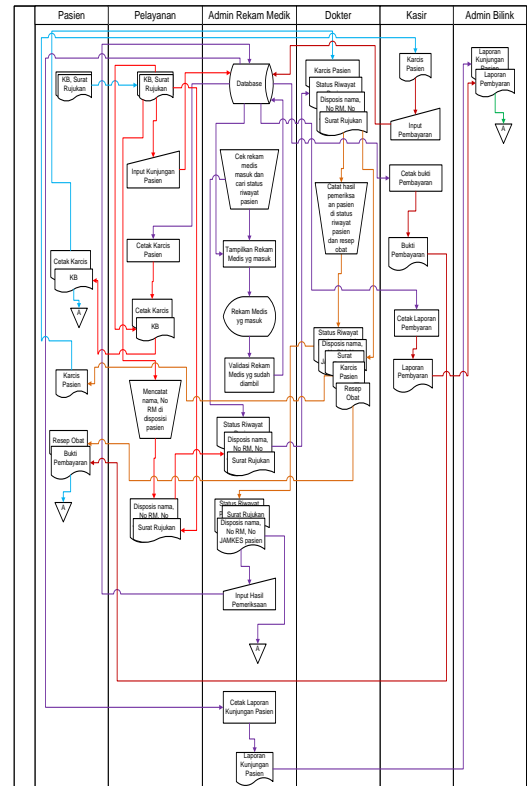 Pasien
Pelayanan
Admin Rekam Medik
Dokter
Kasir
Admin Bilink
KB, Surat
Rujukan
KB, Surat
Rujukan
Database
Karcis Pasien
Status Riwayat
Disposis nama,
No RM, No
Surat Rujukan
Karcis
Pasien
Laporan
Kunjungan
Pasien
Laporan
Pembyaran
A
Input
Pembayaran
Input Kunjungan
Pasien
Cek rekam
medis
masuk dan
cari status
riwayat
pasien
Catat hasil
pemeriksa
an pasien
di status
riwayat
pasien dan
resep
obat
Cetak bukti
Pembayaran
Cetak Karcis
Pasien
Tampilkan Rekam
Medis yg masuk
Bukti
Pembayaran
Cetak Karcis
KB
A
Cetak Karcis
KB
Rekam Medis
yg masuk
Cetak Laporan
Pembyaran
Status Riwayat
Disposis nama,
Surat
Karcis
Pasien
Resep
Obat
Laporan
Pembyaran
Karcis
Pasien
Mencatat
nama, No
RM di
disposisi
pasien
Validasi Rekam
Medis yg sudah
diambil
Resep Obat
Bukti
Pembayaran
A
Status Riwayat
Disposis nama,
No RM, No
Surat Rujukan
Disposis nama,
No RM, No
Surat Rujukan
Status Riwayat
Surat Rujukan
Disposis nama,
No RM, No
JAMKES pasien
Input Hasil
Pemeriksaan
A
Cetak Laporan
Kunjungan Pasien
Laporan
Kunjungan
Pasien